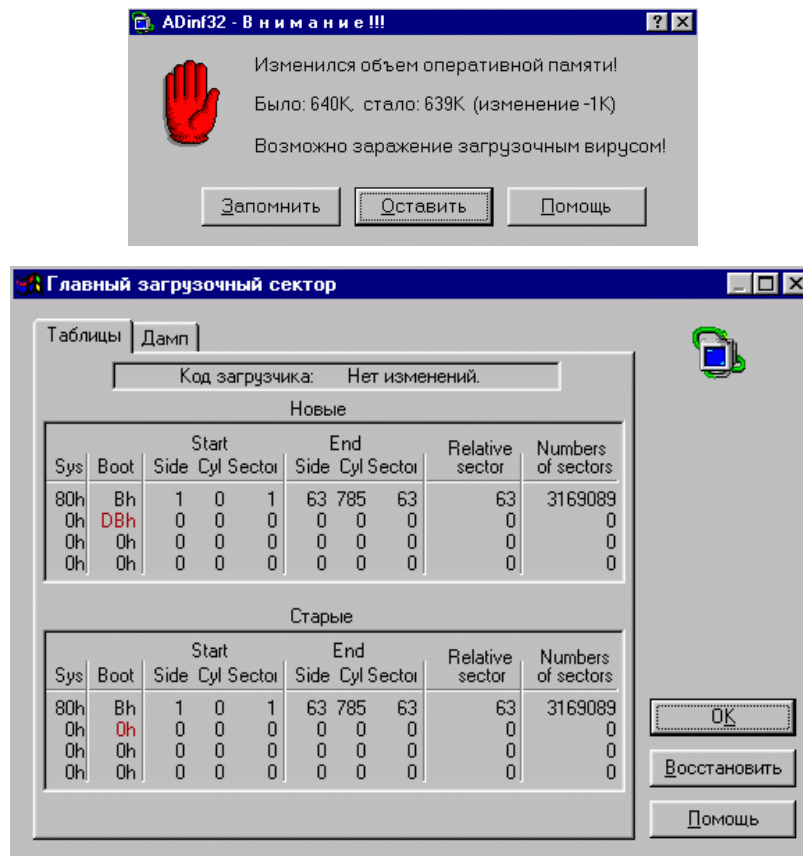 ADinf32 - В н и м а н и е !!!
Изменился объем оперативной памяти!
Было: 640K, стало: 639K (изменение -1K)
Возможно заражение загрузочным вирусом!
Запомнить Оставить Помощь
Главный загрузочный сектор
Таблицы Дамп
Код загрузчика: Нет изменений.
Новые
Start End Relative Numbers
Sys Boot Side Cyl Sector Side Cyl Sector sector of sectors
80h Bh 1 0 1 63 785 63 63 3169089
0h DBh 0 0 0 0 0 0 0 0
0h 0h 0 0 0 0 0 0 0 0
0h 0h 0 0 0 0 0 0 0 0
Старые
Start End Relative Numbers
Sys Boot Side Cyl Sector Side Cyl Sector sector of sectors
80h Bh 1 0 1 63 785 63 63 3169089
0h 0h 0 0 0 0 0 0 0 0
0h 0h 0 0 0 0 0 0 0 0
0h 0h 0 0 0 0 0 0 0 0
OK
Восстановить
Помощь